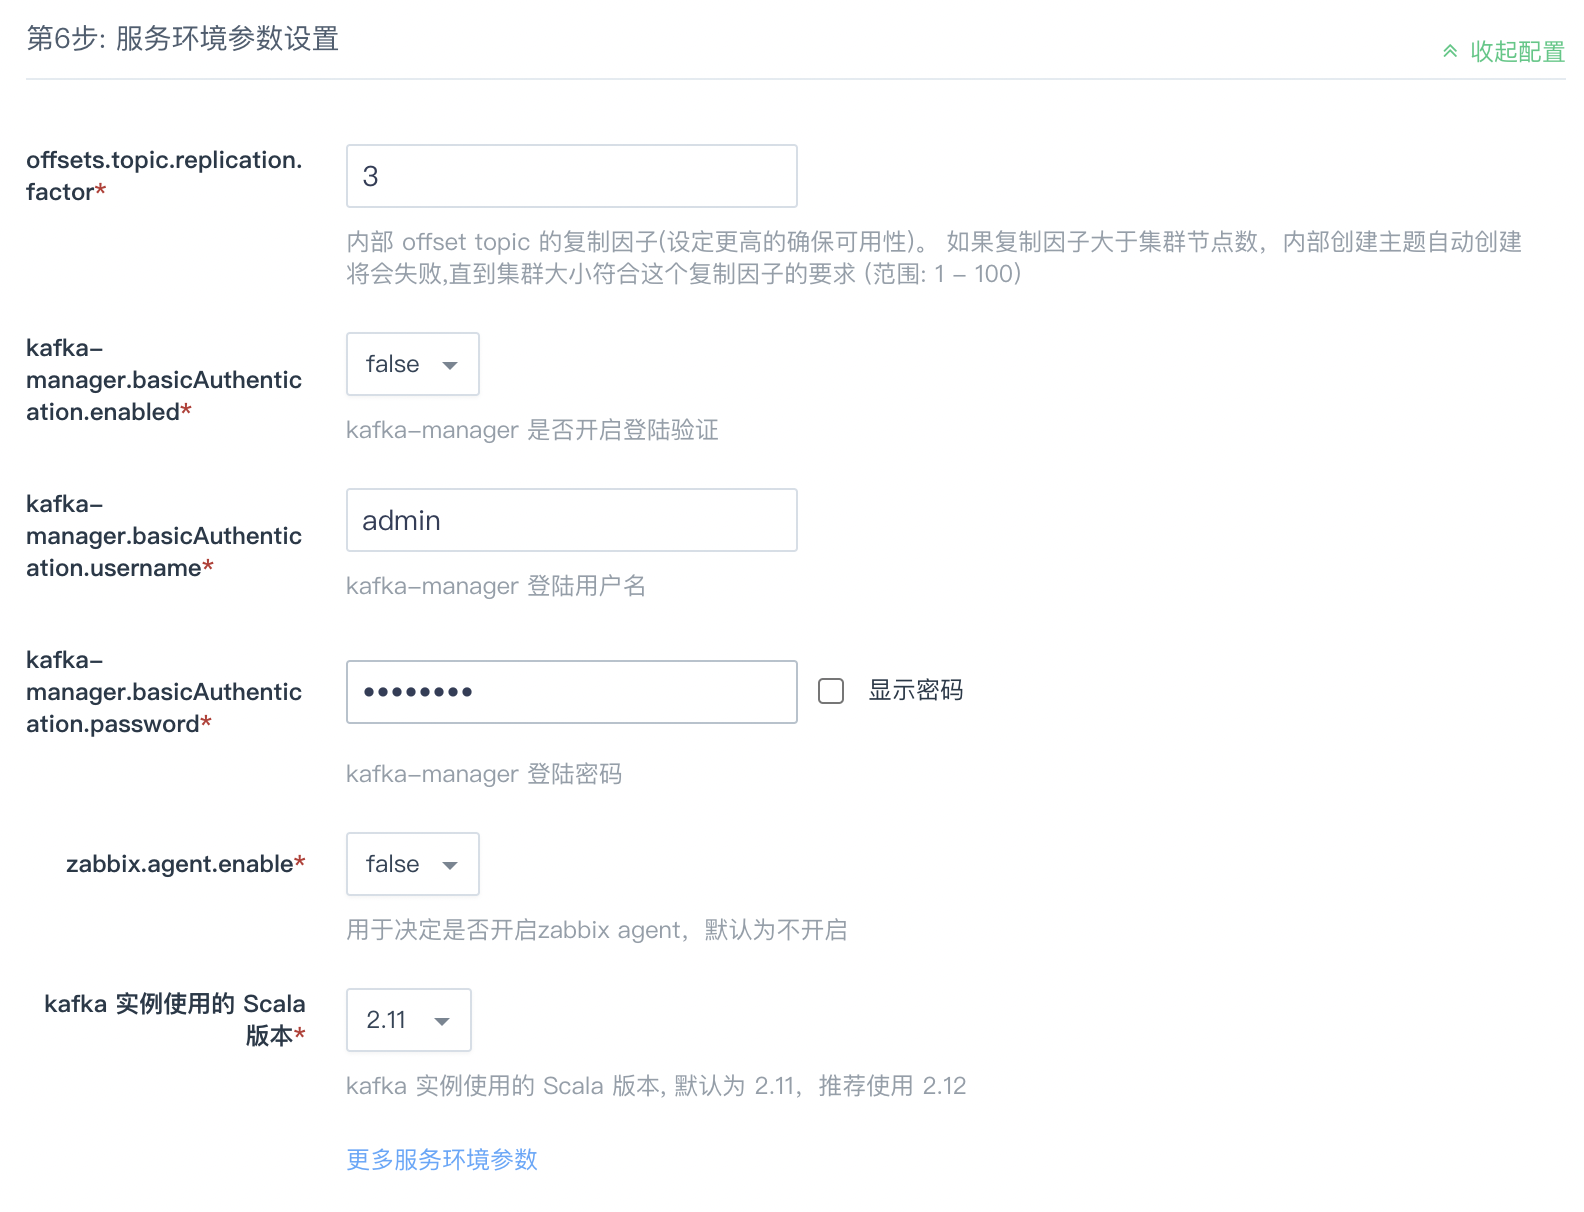 第6步: 服务环境参数设置
收起配置
offsets.topic.replication.
factor*
3
内部 offset topic 的复制因子(设定更高的确保可用性)。 如果复制因子大于集群节点数，内部创建主题自动创建
将会失败,直到集群大小符合这个复制因子的要求 (范围: 1 – 100)
kafka–
manager.basicAuthentic
ation.enabled*
false
kafka–manager 是否开启登陆验证
kafka–
manager.basicAuthentic
ation.username*
admin
kafka–manager 登陆用户名
kafka–
manager.basicAuthentic
ation.password*
••••••••
显示密码
kafka–manager 登陆密码
zabbix.agent.enable*
false
用于决定是否开启zabbix agent，默认为不开启
kafka 实例使用的 Scala
版本*
2.11
kafka 实例使用的 Scala 版本, 默认为 2.11，推荐使用 2.12
更多服务环境参数